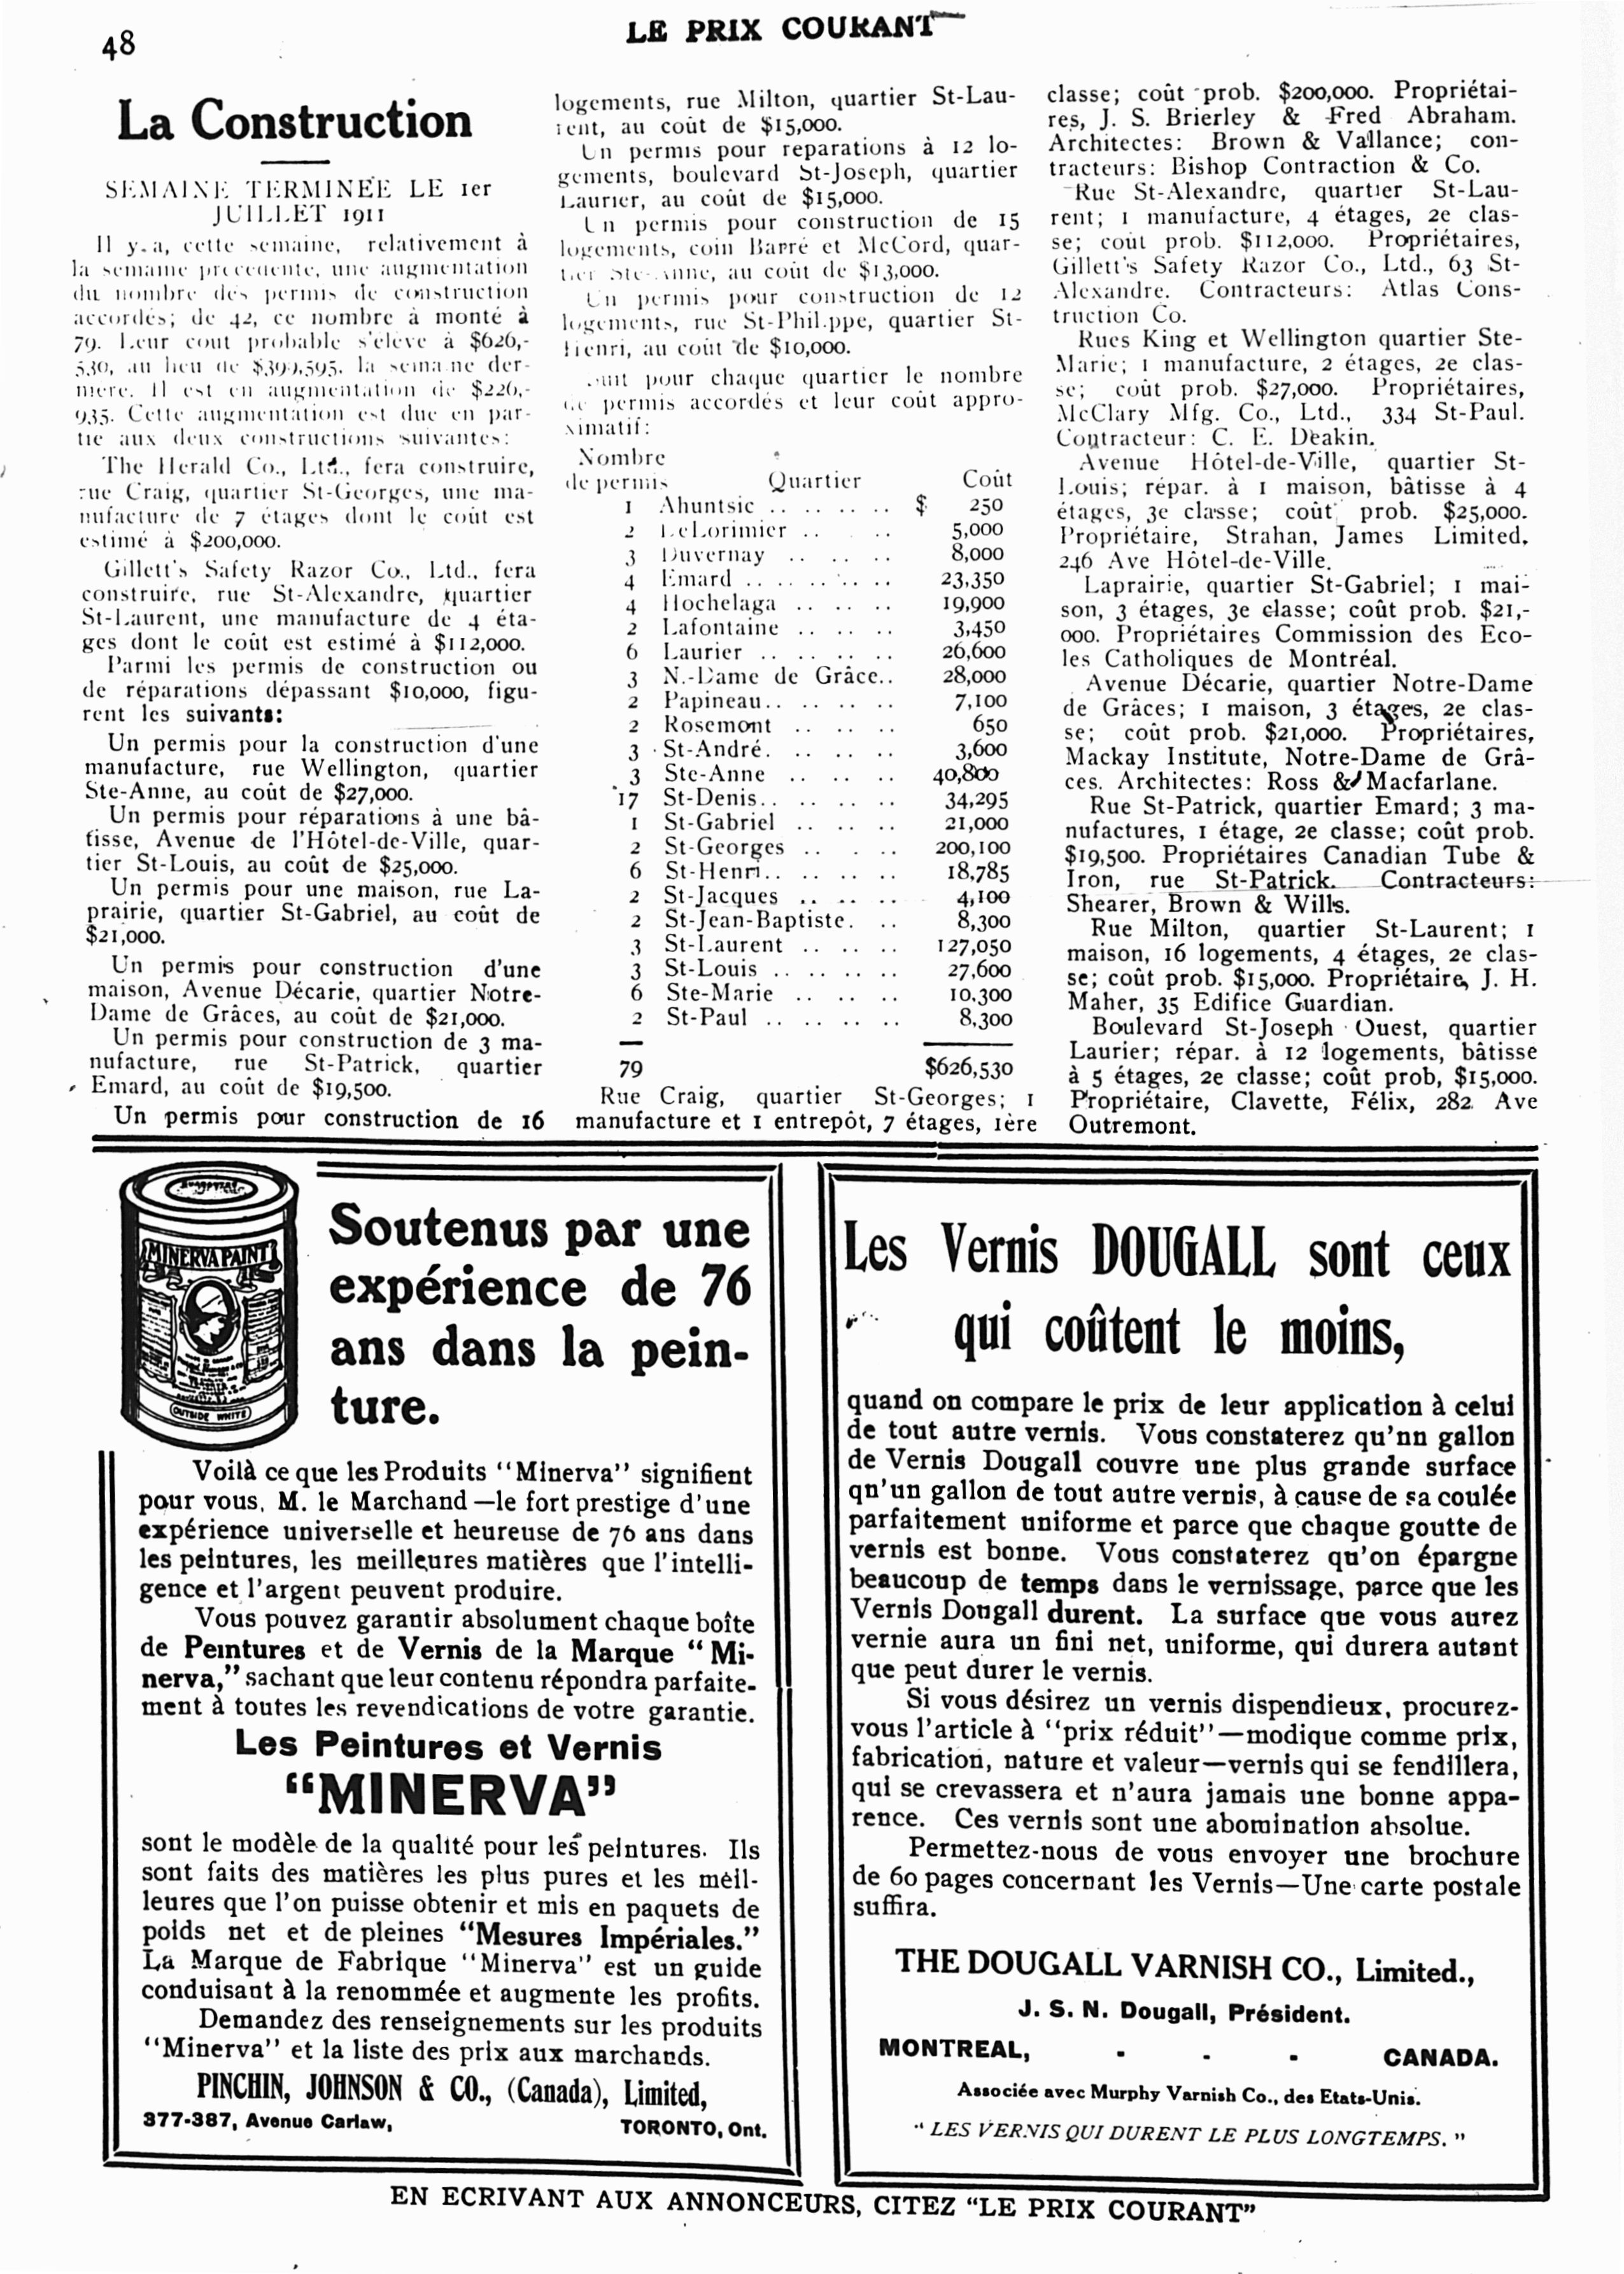 48
LE PRIX COURANT
La Construction
SEMAINE TERMINÉE LE 1er
JUILLET 1911
Il y a, cette semaine, relativement à
la semaine precedente, une augmentation
du nombre des permis de construction
accordés; de 42, ce nombre à monté à
79. Leur cout probable s'élève à $626,-
530, au lieu de $399,595, la semaine der-
niere. Il est en augmentation de $226,-
935. Cette augmentation est due en par-
tie aux deux constructions suivantes:
The Herald Co., Ltd., fera construire,
rue Craig, quartier St-Georges, une ma-
nufacture de 7 étages dont le coût est
estimé à $200,000.
Gillett's Safety Razor Co., Ltd., fera
construire, rue St-Alexandre, quartier
St-Laurent, une manufacture de 4 éta-
ges dont le coût est estimé à $112,000.
Parmi les permis de construction ou
de réparations dépassant $10,000, figu-
rent les suivants:
Un permis pour la construction d'une
manufacture, rue Wellington, quartier
Ste-Anne, au coût de $27,000.
Un permis pour réparations à une bâ-
tisse, Avenue de l'Hôtel-de-Ville, quar-
tier St-Louis, au coût de $25,000.
Un permis pour une maison, rue La-
prairie, quartier St-Gabriel, au coût de
$21,000.
Un permis pour construction d'une
maison, Avenue Décarie, quartier Notre-
Dame de Grâces, au coût de $21,000.
Un permis pour construction de 3 ma-
nufacture, rue St-Patrick, quartier
Emard, au coût de $19,500.
Un permis pour construction de 16
logements, rue Milton, quartier St-Lau-
rent, au coût de $15,000.
Un permis pour reparations à 12 lo-
gements, boulevard St-Joseph, quartier
Laurier, au coût de $15,000.
Un permis pour construction de 15
logements, coin Barré et McCord, quar-
tier Ste-Anne, au coût de $13,000.
Un permis pour construction de 12
logements, rue St-Philippe, quartier St-
Henri, au coût de $10,000.
Suit pour chaque quartier le nombre
de permis accordés et leur coût appro-
ximatif:
Nombre
de permis Quartier Coût
1 Ahuntsic .. .. .. .. $ 250
2 DeLorimier .. .. 5,000
3 Duvernay .. .. .. 8,000
4 Emard .. .. .. .. 23,350
4 Hochelaga .. .. .. 19,900
2 Lafontaine .. .. .. 3,450
6 Laurier .. .. .. .. 26,600
3 N.-Dame de Grâce.. 28,000
2 Papineau.. .. .. .. 7,100
2 Rosemont .. .. .. 650
3 St-André. .. .. .. 3,600
3 Ste-Anne .. .. .. 40,800
17 St-Denis.. .. .. .. 34,295
1 St-Gabriel .. .. .. 21,000
2 St-Georges .. . .. 200,100
6 St-Henri.. .. .. .. 18,785
2 St-Jacques .. .. .. 4,100
2 St-Jean-Baptiste. .. 8,300
3 St-Laurent .. .. .. 127,050
3 St-Louis .. .. .. .. 27,600
6 Ste-Marie .. .. .. 10,300
2 St-Paul .. .. .. .. 8,300
79 $626,530
Rue Craig, quartier St-Georges; 1
manufacture et 1 entrepôt, 7 étages, 1ère
classe; coût prob. $200,000. Propriétai-
res, J. S. Brierley & Fred Abraham.
Architectes: Brown & Vallance; con-
tracteurs: Bishop Contraction & Co.
Rue St-Alexandre, quartier St-Lau-
rent; 1 manufacture, 4 étages, 2e clas-
se; coût prob. $112,000. Propriétaires,
Gillett's Safety Razor Co., Ltd., 63 St-
Alexandre. Contracteurs: Atlas Cons-
truction Co.
Rues King et Wellington quartier Ste-
Marie; 1 manufacture, 2 étages, 2e clas-
se; coût prob. $27,000. Propriétaires,
McClary Mfg. Co., Ltd., 334 St-Paul.
Contracteur: C. E. Deakin.
Avenue Hôtel-de-Ville, quartier St-
Louis; répar. à 1 maison, bâtisse à 4
étages, 3e classe; coût prob. $25,000.
Propriétaire, Strahan, James Limited,
246 Ave Hôtel-de-Ville.
Laprairie, quartier St-Gabriel; 1 mai-
son, 3 étages, 3e classe; coût prob. $21,-
000. Propriétaires Commission des Eco-
les Catholiques de Montréal.
Avenue Décarie, quartier Notre-Dame
de Grâces; 1 maison, 3 étages, 2e clas-
se; coût prob. $21,000. Propriétaires,
Mackay Institute, Notre-Dame de Grâ-
ces. Architectes: Ross & Macfarlane.
Rue St-Patrick, quartier Emard; 3 ma-
nufactures, 1 étage, 2e classe; coût prob.
$19,500. Propriétaires Canadian Tube &
Iron, rue St-Patrick. Contracteurs:
Shearer, Brown & Wills.
Rue Milton, quartier St-Laurent; 1
maison, 16 logements, 4 étages, 2e clas-
se; coût prob. $15,000. Propriétaire, J. H.
Maher, 35 Edifice Guardian.
Boulevard St-Joseph Ouest, quartier
Laurier; répar. à 12 logements, bâtisse
à 5 étages, 2e classe; coût prob, $15,000.
Propriétaire, Clavette, Félix, 282 Ave
Outremont.
MINERVA PAINT
OUTSIDE WHITE
Soutenus par une
expérience de 76
ans dans la pein-
ture.
Voilà ce que les Produits "Minerva" signifient
pour vous, M. le Marchand—le fort prestige d'une
expérience universelle et heureuse de 76 ans dans
les peintures, les meilleures matières que l'intelli-
gence et l'argent peuvent produire.
Vous pouvez garantir absolument chaque boîte
de Peintures et de Vernis de la Marque "Mi-
nerva," sachant que leur contenu répondra parfaite-
ment à toutes les revendications de votre garantie.
Les Peintures et Vernis
"MINERVA"
sont le modèle de la qualité pour les peintures. Ils
sont faits des matières les plus pures et les meil-
leures que l'on puisse obtenir et mis en paquets de
poids net et de pleines "Mesures Impériales."
La Marque de Fabrique "Minerva" est un guide
conduisant à la renommée et augmente les profits.
Demandez des renseignements sur les produits
"Minerva" et la liste des prix aux marchands.
PINCHIN, JOHNSON & CO., (Canada), Limited,
377-387, Avenue Carlaw, TORONTO, Ont.
Les Vernis DOUGALL sont ceux
qui coûtent le moins,
quand on compare le prix de leur application à celui
de tout autre vernis. Vous constaterez qu'nn gallon
de Vernis Dougall couvre une plus grande surface
qu'un gallon de tout autre vernis, à cause de sa coulée
parfaitement uniforme et parce que chaque goutte de
vernis est bonne. Vous constaterez qu'on épargne
beaucoup de temps dans le vernissage, parce que les
Vernis Dougall durent. La surface que vous aurez
vernie aura un fini net, uniforme, qui durera autant
que peut durer le vernis.
Si vous désirez un vernis dispendieux, procurez-
vous l'article à "prix réduit"—modique comme prix,
fabrication, nature et valeur—vernis qui se fendillera,
qui se crevassera et n'aura jamais une bonne appa-
rence. Ces vernis sont une abomination absolue.
Permettez-nous de vous envoyer une brochure
de 60 pages concernant les Vernis—Une carte postale
suffira.
THE DOUGALL VARNISH CO., Limited.,
J. S. N. Dougall, Président.
MONTREAL, - - - CANADA.
Associée avec Murphy Varnish Co., des Etats-Unis.
"LES VERNIS QUI DURENT LE PLUS LONGTEMPS."
EN ECRIVANT AUX ANNONCEURS, CITEZ "LE PRIX COURANT"